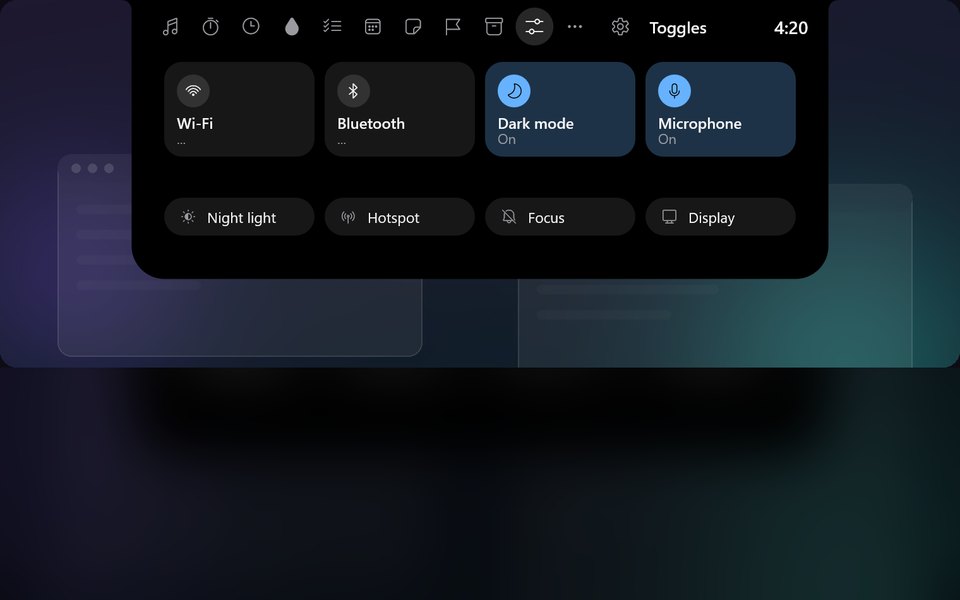 Toggles 4:20
Wi-Fi
...
Bluetooth
...
Dark mode
On
Microphone
On
Night light
Hotspot
Focus
Display